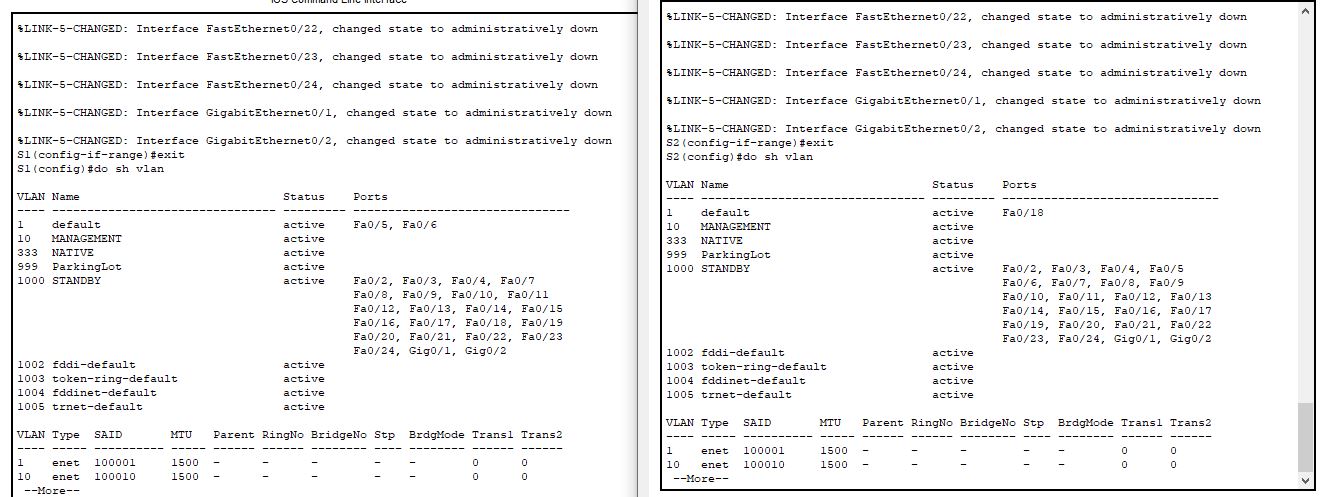 IOS Command Line Interface
%LINK-5-CHANGED: Interface FastEthernet0/22, changed state to administratively down
%LINK-5-CHANGED: Interface FastEthernet0/23, changed state to administratively down
%LINK-5-CHANGED: Interface FastEthernet0/24, changed state to administratively down
%LINK-5-CHANGED: Interface GigabitEthernet0/1, changed state to administratively down
%LINK-5-CHANGED: Interface GigabitEthernet0/2, changed state to administratively down
S1(config-if-range)#exit
S1(config)#do sh vlan
VLAN Name                             Status    Ports
---- -------------------------------- --------- -------------------------------
1    default                          active    Fa0/5, Fa0/6
10   MANAGEMENT                       active
333  NATIVE                           active
999  ParkingLot                       active
1000 STANDBY                          active    Fa0/2, Fa0/3, Fa0/4, Fa0/7
                                                Fa0/8, Fa0/9, Fa0/10, Fa0/11
                                                Fa0/12, Fa0/13, Fa0/14, Fa0/15
                                                Fa0/16, Fa0/17, Fa0/18, Fa0/19
                                                Fa0/20, Fa0/21, Fa0/22, Fa0/23
                                                Fa0/24, Gig0/1, Gig0/2
1002 fddi-default                     active
1003 token-ring-default               active
1004 fddinet-default                  active
1005 trnet-default                    active
VLAN Type  SAID       MTU   Parent RingNo BridgeNo Stp  BrdgMode Trans1 Trans2
---- ----- ---------- ----- ------ ------ -------- ---- -------- ------ ------
1    enet  100001     1500  -      -      -        -    -        0      0
10   enet  100010     1500  -      -      -        -    -        0      0
 --More--
%LINK-5-CHANGED: Interface FastEthernet0/22, changed state to administratively down
%LINK-5-CHANGED: Interface FastEthernet0/23, changed state to administratively down
%LINK-5-CHANGED: Interface FastEthernet0/24, changed state to administratively down
%LINK-5-CHANGED: Interface GigabitEthernet0/1, changed state to administratively down
%LINK-5-CHANGED: Interface GigabitEthernet0/2, changed state to administratively down
S2(config-if-range)#exit
S2(config)#do sh vlan
VLAN Name                             Status    Ports
---- -------------------------------- --------- -------------------------------
1    default                          active    Fa0/18
10   MANAGEMENT                       active
333  NATIVE                           active
999  ParkingLot                       active
1000 STANDBY                          active    Fa0/2, Fa0/3, Fa0/4, Fa0/5
                                                Fa0/6, Fa0/7, Fa0/8, Fa0/9
                                                Fa0/10, Fa0/11, Fa0/12, Fa0/13
                                                Fa0/14, Fa0/15, Fa0/16, Fa0/17
                                                Fa0/19, Fa0/20, Fa0/21, Fa0/22
                                                Fa0/23, Fa0/24, Gig0/1, Gig0/2
1002 fddi-default                     active
1003 token-ring-default               active
1004 fddinet-default                  active
1005 trnet-default                    active
VLAN Type  SAID       MTU   Parent RingNo BridgeNo Stp  BrdgMode Trans1 Trans2
---- ----- ---------- ----- ------ ------ -------- ---- -------- ------ ------
1    enet  100001     1500  -      -      -        -    -        0      0
10   enet  100010     1500  -      -      -        -    -        0      0
 --More--